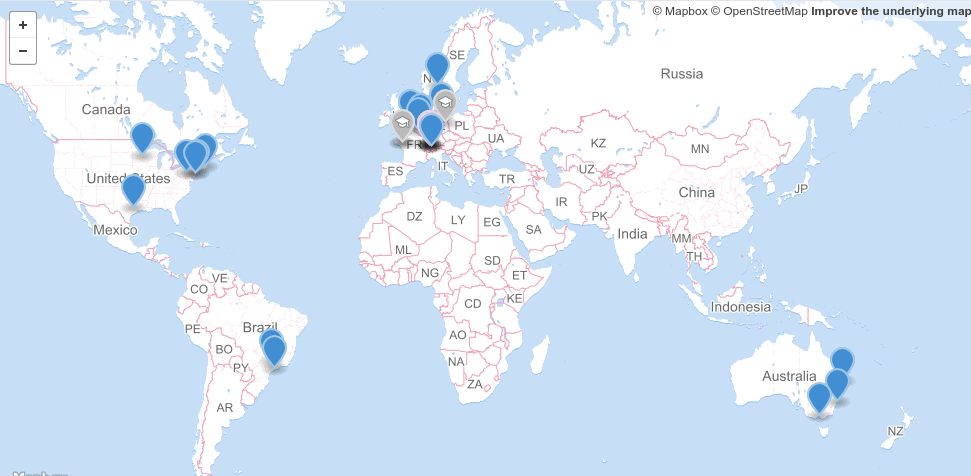 © Mapbox © OpenStreetMap Improve the underlying map
+
−
SE
N
Russia
Canada
PL
UA
FR
KZ
MN
IT
ES
UZ
United States
TR
China
JP
IR
PK
DZ
LY
EG
SA
India
Mexico
MM
ML
TH
SD
NG
ET
VE
CO
KE
CD
Indonesia
Brazil
PE
AO
BO
NA
PY
Australia
ZA
AR
NZ
Mapbox